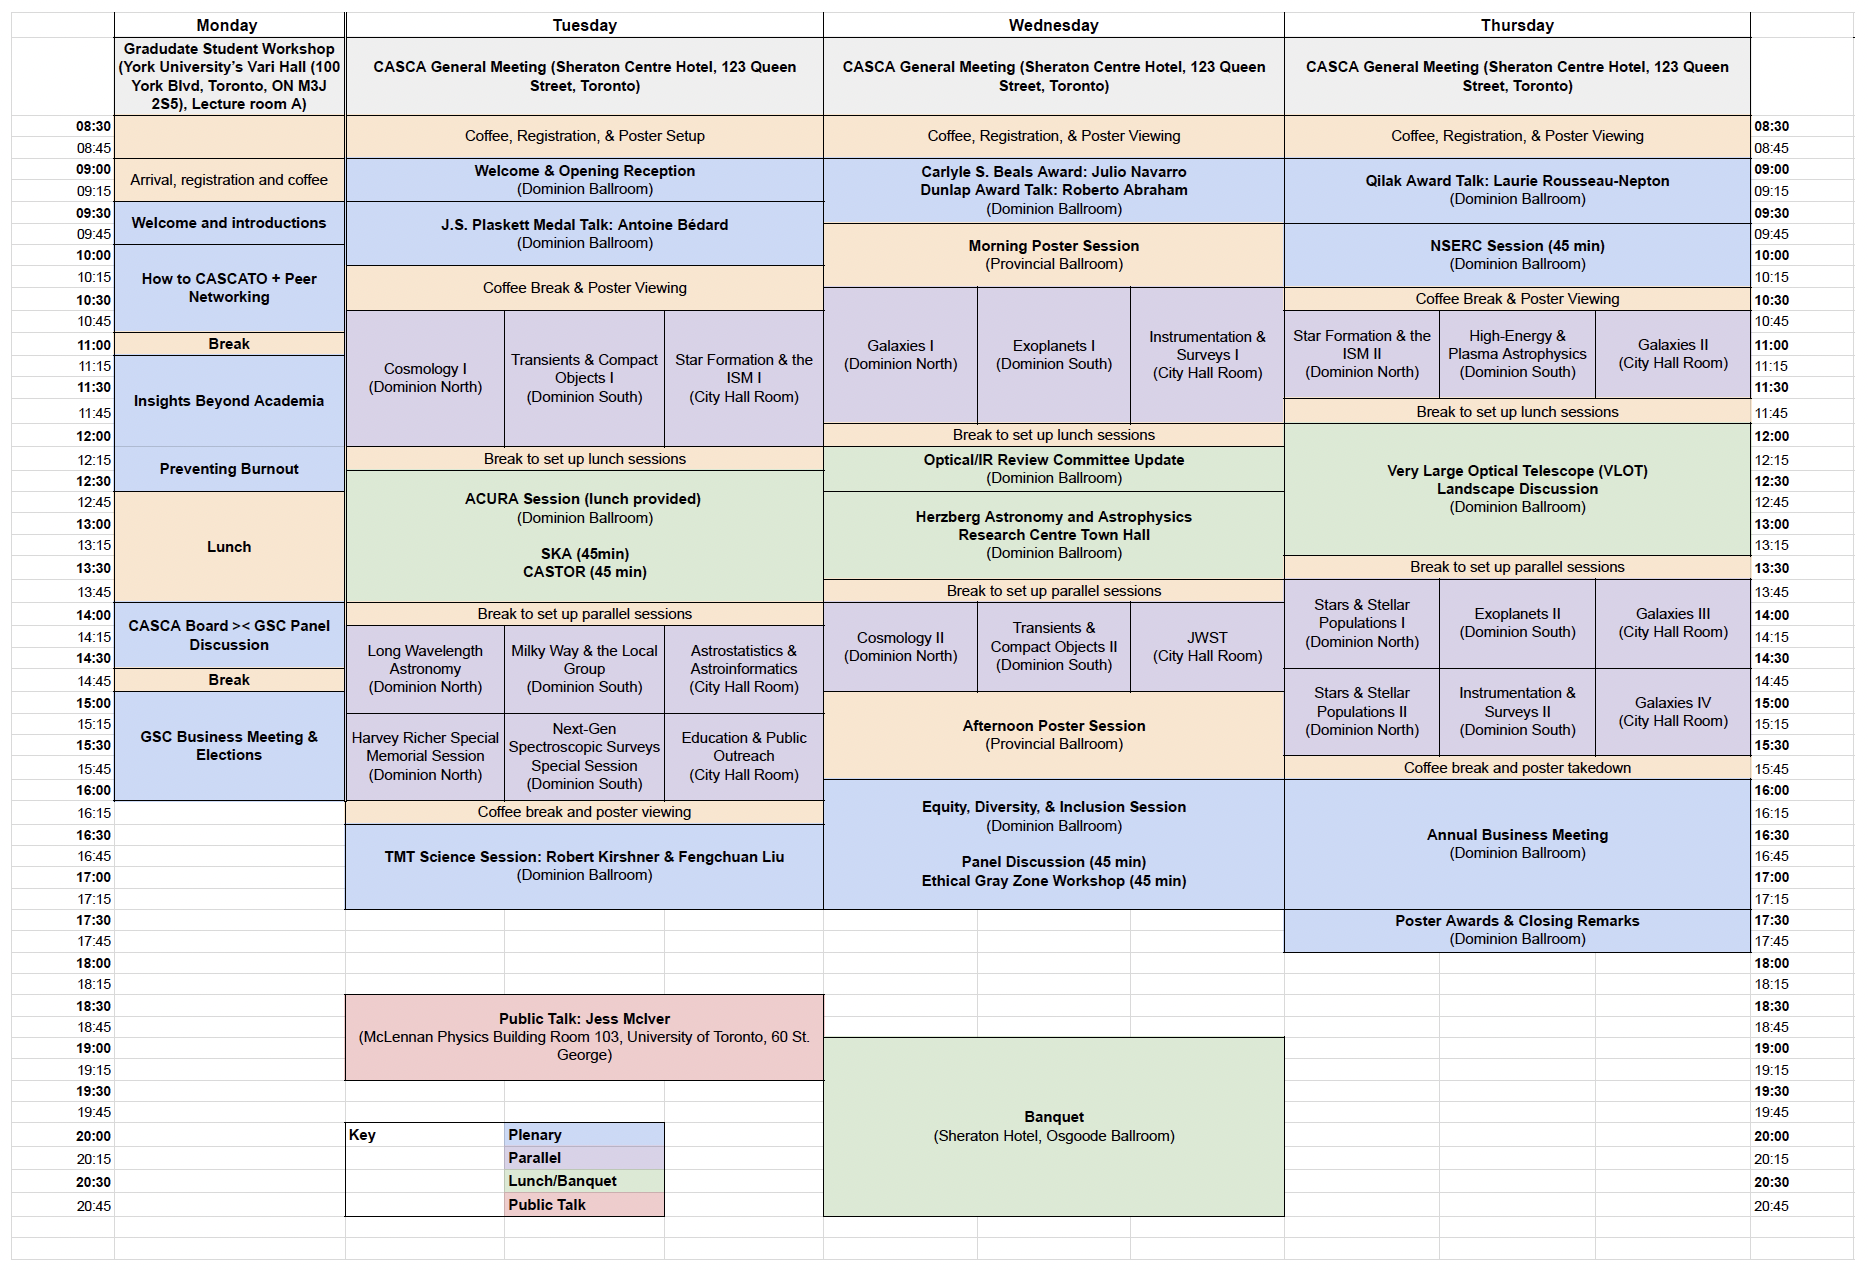 Monday
Tuesday
Wednesday
Thursday
Gradudate Student Workshop
(York University's Vari Hall (100
York Blvd, Toronto, ON M3J
2S5), Lecture room A)
CASCA General Meeting (Sheraton Centre Hotel, 123 Queen
Street, Toronto)
CASCA General Meeting (Sheraton Centre Hotel, 123 Queen
Street, Toronto)
CASCA General Meeting (Sheraton Centre Hotel, 123 Queen
Street, Toronto)
08:30
08:45
09:00
09:15
09:30
09:45
10:00
10:15
10:30
10:45
11:00
11:15
11:30
11:45
12:00
12:15
12:30
12:45
13:00
13:15
13:30
13:45
14:00
14:15
14:30
14:45
15:00
15:15
15:30
15:45
16:00
16:15
16:30
16:45
17:00
17:15
17:30
17:45
18:00
18:15
18:30
18:45
19:00
19:15
19:30
19:45
20:00
20:15
20:30
20:45
Arrival, registration and coffee
Welcome and introductions
How to CASCATO + Peer
Networking
Break
Insights Beyond Academia
Preventing Burnout
Lunch
CASCA Board >< GSC Panel
Discussion
Break
GSC Business Meeting &
Elections
Coffee, Registration, & Poster Setup
Welcome & Opening Reception
(Dominion Ballroom)
J.S. Plaskett Medal Talk: Antoine Bédard
(Dominion Ballroom)
Coffee Break & Poster Viewing
Cosmology I
(Dominion North)
Transients & Compact
Objects I
(Dominion South)
Star Formation & the
ISM I
(City Hall Room)
Break to set up lunch sessions
ACURA Session (lunch provided)
(Dominion Ballroom)
SKA (45min)
CASTOR (45 min)
Break to set up parallel sessions
Long Wavelength
Astronomy
(Dominion North)
Milky Way & the Local
Group
(Dominion South)
Astrostatistics &
Astroinformatics
(City Hall Room)
Harvey Richer Special
Memorial Session
(Dominion North)
Next-Gen
Spectroscopic Surveys
Special Session
(Dominion South)
Education & Public
Outreach
(City Hall Room)
Coffee break and poster viewing
TMT Science Session: Robert Kirshner & Fengchuan Liu
(Dominion Ballroom)
Public Talk: Jess McIver
(McLennan Physics Building Room 103, University of Toronto, 60 St.
George)
Key
Plenary
Parallel
Lunch/Banquet
Public Talk
Coffee, Registration, & Poster Viewing
Carlyle S. Beals Award: Julio Navarro
Dunlap Award Talk: Roberto Abraham
(Dominion Ballroom)
Morning Poster Session
(Provincial Ballroom)
Galaxies I
(Dominion North)
Exoplanets I
(Dominion South)
Instrumentation &
Surveys I
(City Hall Room)
Break to set up lunch sessions
Optical/IR Review Committee Update
(Dominion Ballroom)
Herzberg Astronomy and Astrophysics
Research Centre Town Hall
(Dominion Ballroom)
Break to set up parallel sessions
Cosmology II
(Dominion North)
Transients &
Compact Objects II
(Dominion South)
JWST
(City Hall Room)
Afternoon Poster Session
(Provincial Ballroom)
Equity, Diversity, & Inclusion Session
(Dominion Ballroom)
Panel Discussion (45 min)
Ethical Gray Zone Workshop (45 min)
Banquet
(Sheraton Hotel, Osgoode Ballroom)
Coffee, Registration, & Poster Viewing
Qilak Award Talk: Laurie Rousseau-Nepton
(Dominion Ballroom)
NSERC Session (45 min)
(Dominion Ballroom)
Coffee Break & Poster Viewing
Star Formation & the
ISM II
(Dominion North)
High-Energy &
Plasma Astrophysics
(Dominion South)
Galaxies II
(City Hall Room)
Break to set up lunch sessions
Very Large Optical Telescope (VLOT)
Landscape Discussion
(Dominion Ballroom)
Break to set up parallel sessions
Stars & Stellar
Populations I
(Dominion North)
Exoplanets II
(Dominion South)
Galaxies III
(City Hall Room)
Stars & Stellar
Populations II
(Dominion North)
Instrumentation &
Surveys II
(Dominion South)
Galaxies IV
(City Hall Room)
Coffee break and poster takedown
Annual Business Meeting
(Dominion Ballroom)
Poster Awards & Closing Remarks
(Dominion Ballroom)
08:30
08:45
09:00
09:15
09:30
09:45
10:00
10:15
10:30
10:45
11:00
11:15
11:30
11:45
12:00
12:15
12:30
12:45
13:00
13:15
13:30
13:45
14:00
14:15
14:30
14:45
15:00
15:15
15:30
15:45
16:00
16:15
16:30
16:45
17:00
17:15
17:30
17:45
18:00
18:15
18:30
18:45
19:00
19:15
19:30
19:45
20:00
20:15
20:30
20:45